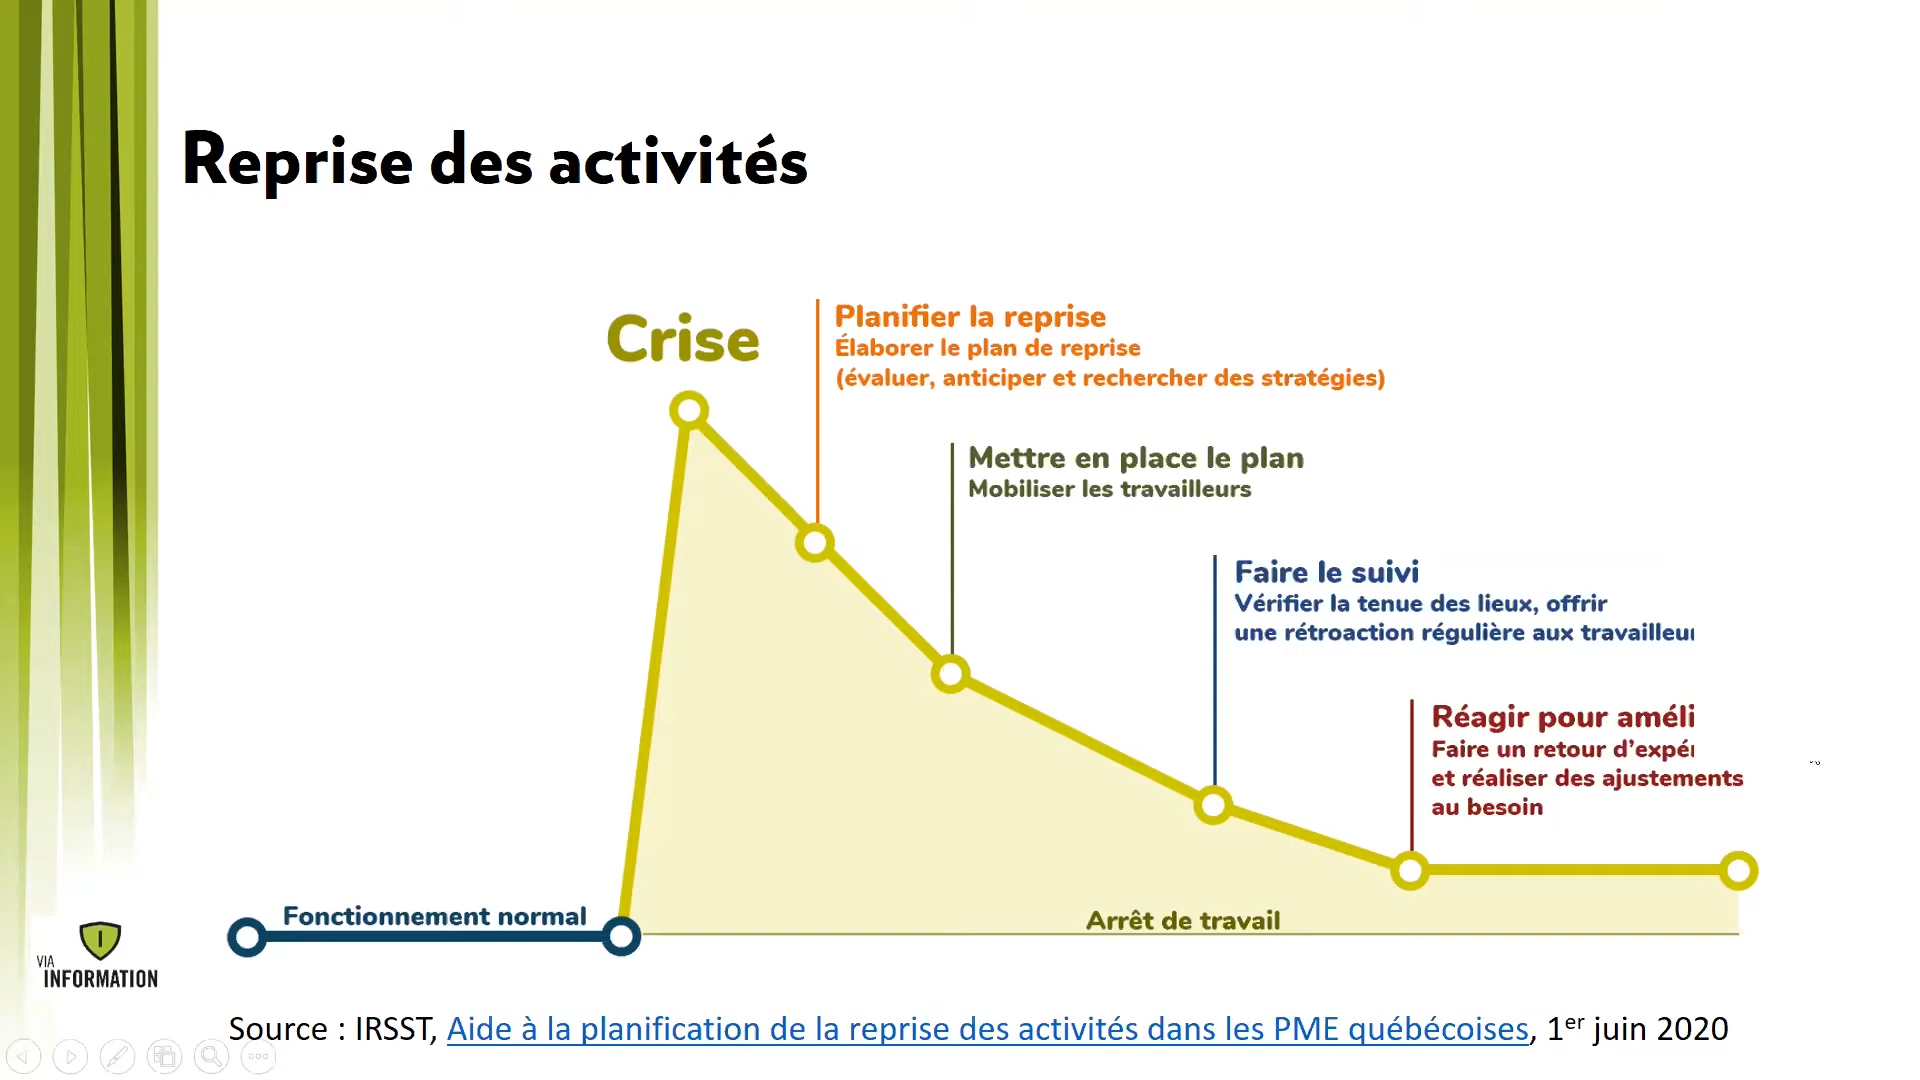 Reprise des activités
Crise
Planifier la reprise
Élaborer le plan de reprise
(évaluer, anticiper et rechercher des stratégies)
Mettre en place le plan
Mobiliser les travailleurs
Faire le suivi
Vérifier la tenue des lieux, offrir
une rétroaction régulière aux
Réagir pour
Faire un retour
et réaliser des ajustements
au besoin
Fonctionnement normal
Arrêt de travail
VIA
INFORMATION
Source : IRSST, Aide à la planification de la reprise des activités dans les PME québécoises, 1er juin 2020